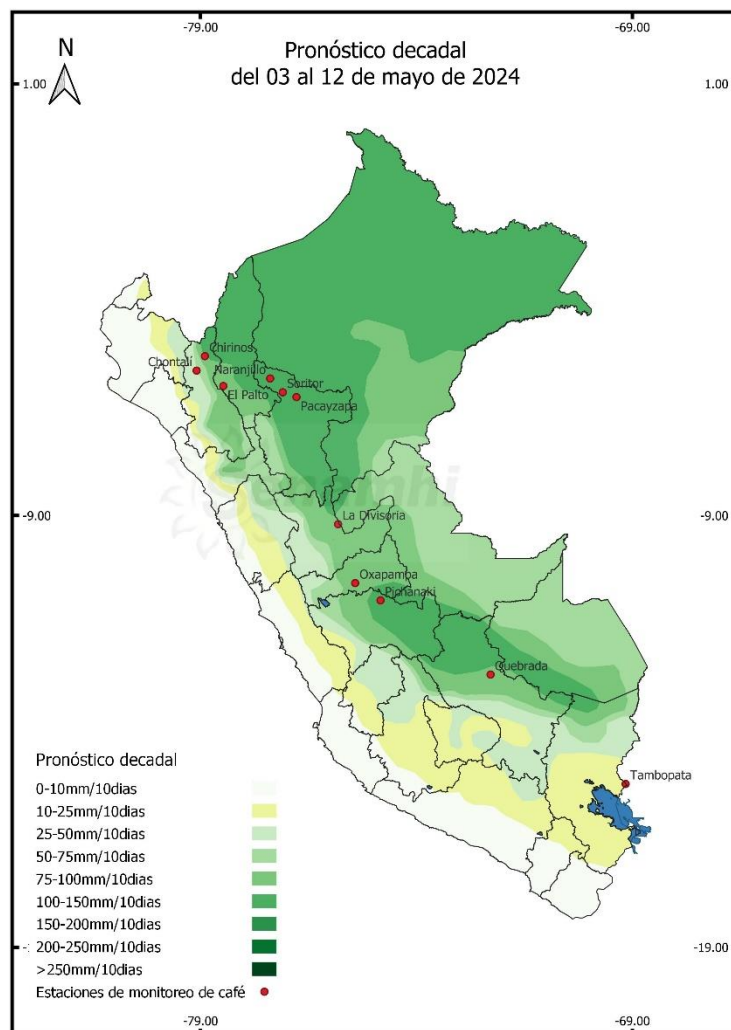 -79.00
-69.00
N
Pronóstico decadal
del 03 al 12 de mayo de 2024
1.00
1.00
Chirinos
Chontalí
Naranjillo
Soritor
El Palto
Pacayzapa
Senamhi
-9.00
-9.00
La Divisoria
Oxapampa
Pichanaki
Quebrada
Tambopata
Pronóstico decadal
0-10mm/10dias
10-25mm/10dias
25-50mm/10dias
50-75mm/10dias
75-100mm/10dias
100-150mm/10dias
150-200mm/10dias
200-250mm/10dias
>250mm/10dias
Estaciones de monitoreo de café
-19.00
-79.00
-69.00